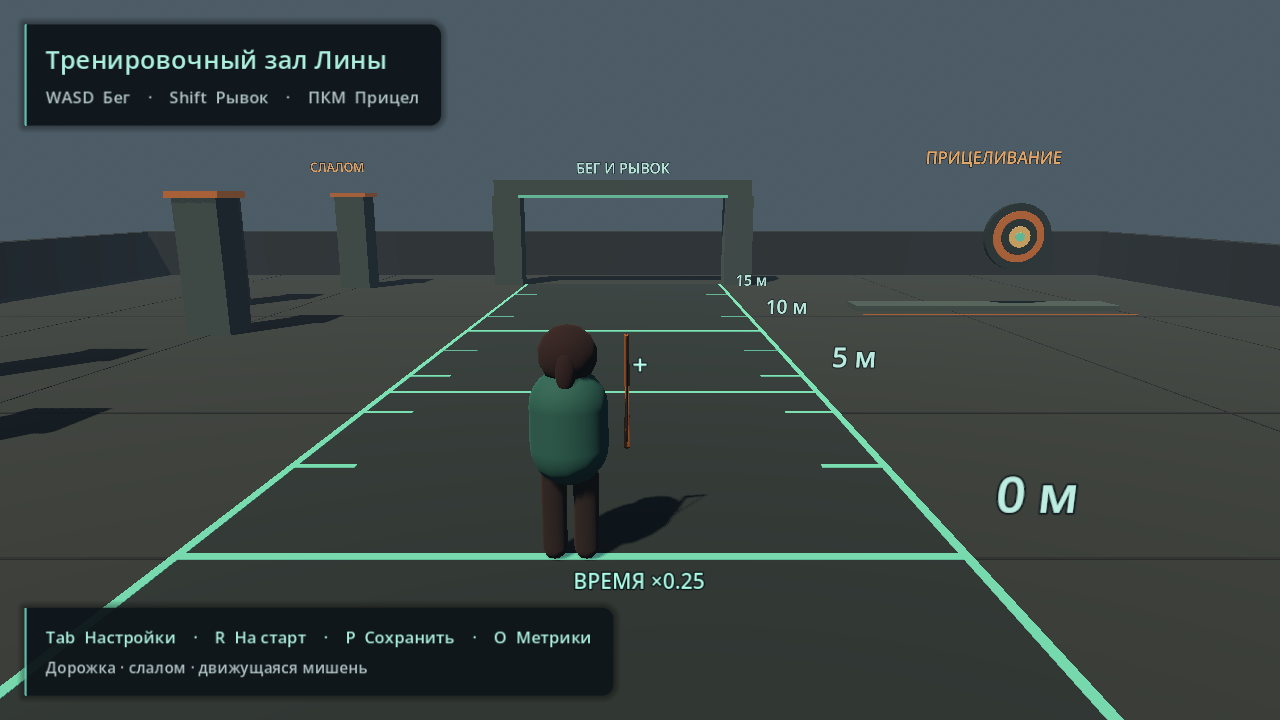 Тренировочный зал Лины
WASD Бег · Shift Рывок · ПКМ Прицел
СЛАЛОМ
БЕГ И РЫВОК
ПРИЦЕЛИВАНИЕ
15 м
10 м
5 м
0 м
ВРЕМЯ ×0.25
Tab Настройки · R На старт · P Сохранить · O Метрики
Дорожка · слалом · движущаяся мишень